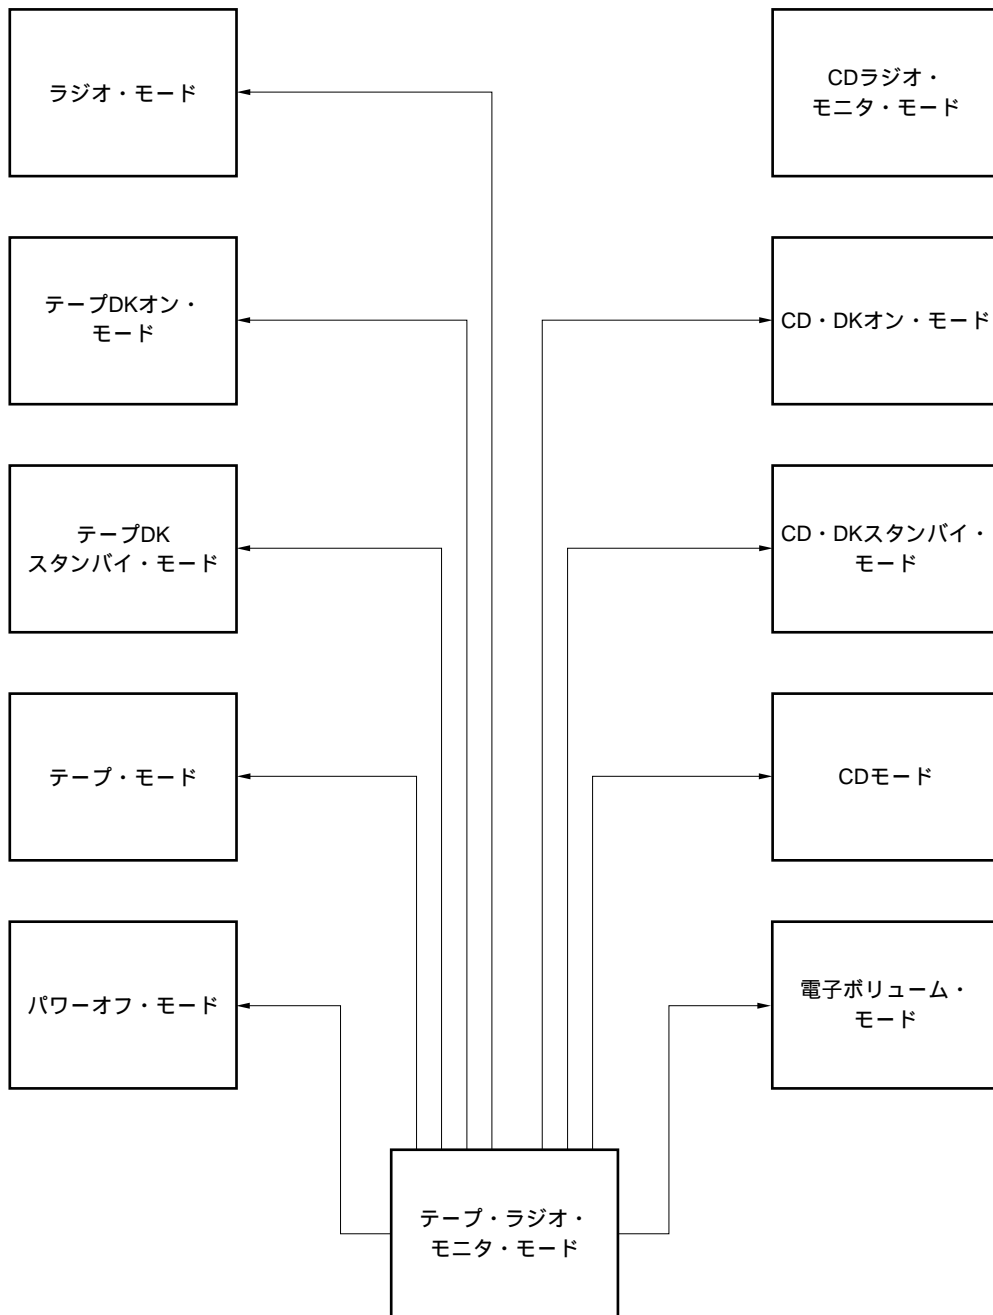 ラジオ・モード
CDラジオ・
モニタ・モード
テープDKオン・
モード
CD・DKオン・モード
テープDK
スタンバイ・モード
CD・DKスタンバイ・
モード
テープ・モード
CDモード
パワーオフ・モード
電子ボリューム・
モード
テープ・ラジオ・
モニタ・モード